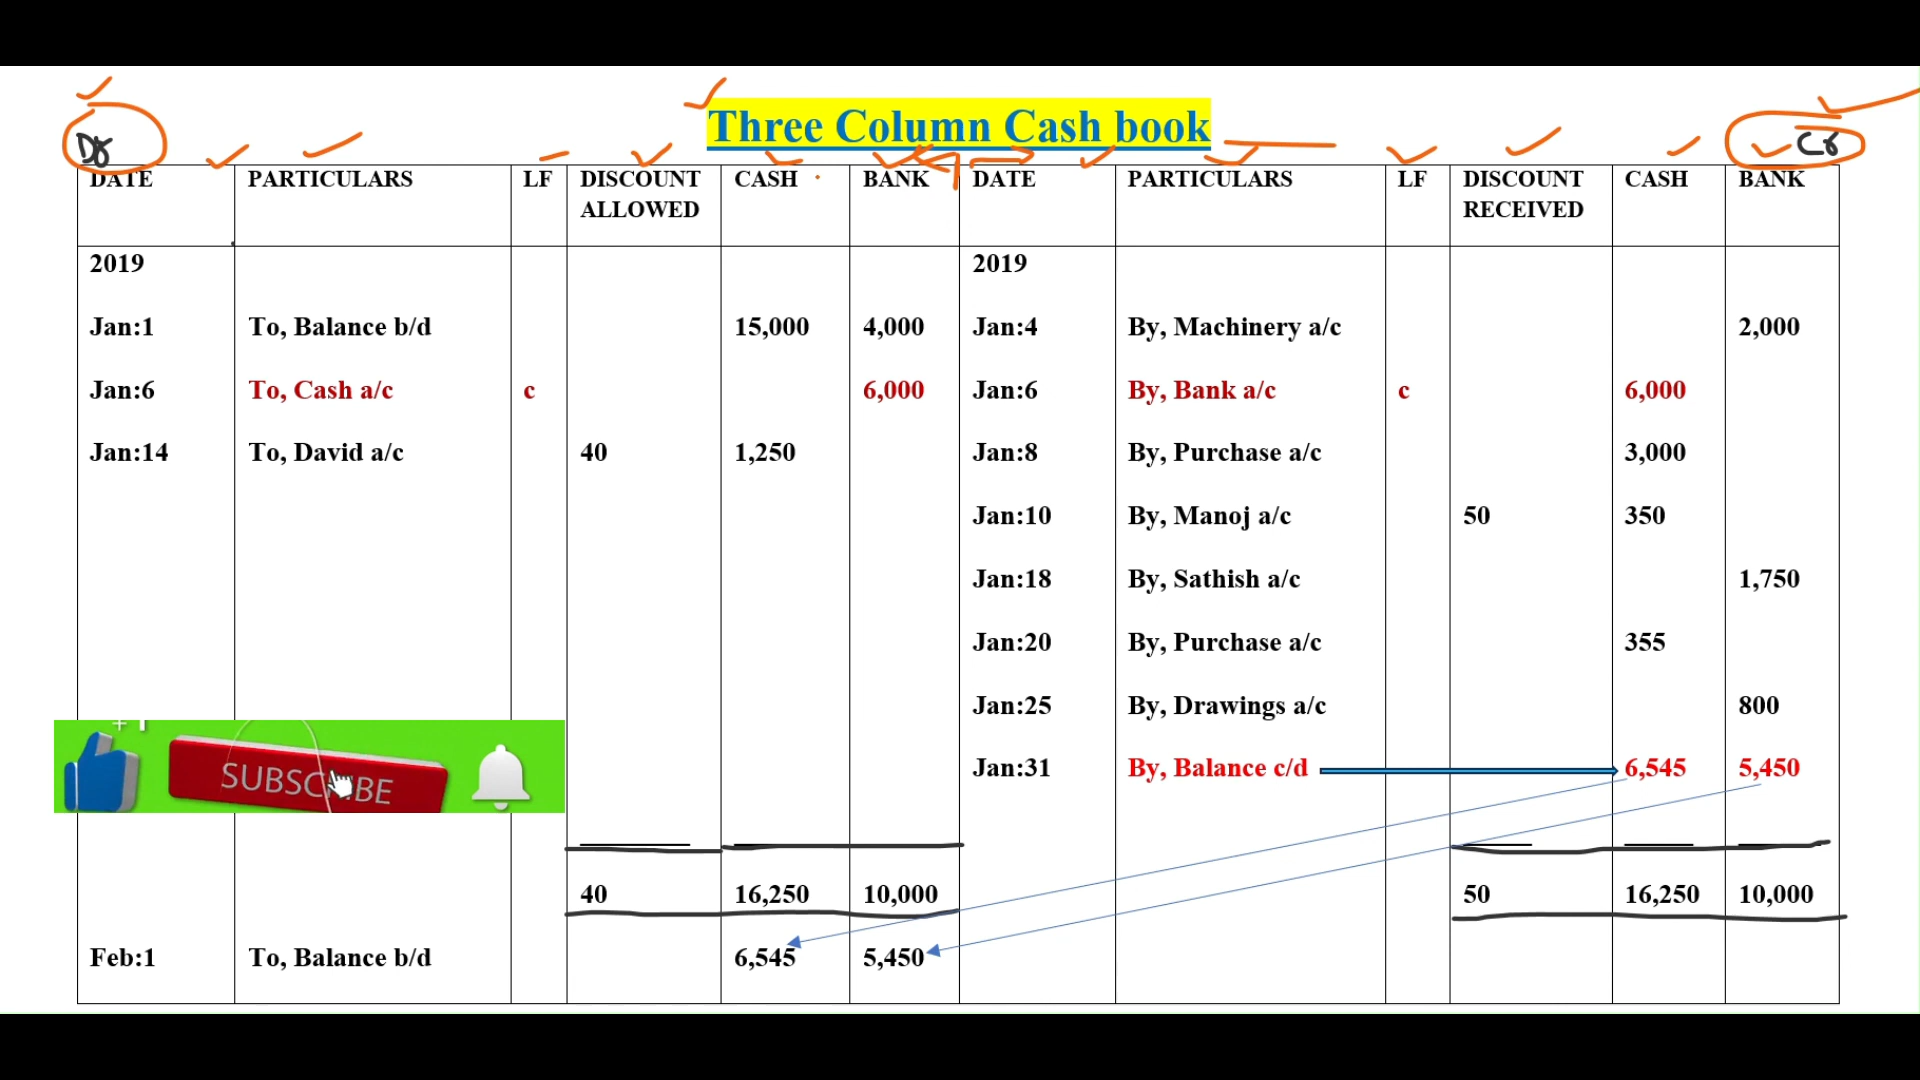 Three Column Cash book
Dr Cr
DATE PARTICULARS LF DISCOUNT ALLOWED CASH BANK DATE PARTICULARS LF DISCOUNT RECEIVED CASH BANK
2019 2019
Jan:1 To, Balance b/d 15,000 4,000 Jan:4 By, Machinery a/c 2,000
Jan:6 To, Cash a/c c 6,000 Jan:6 By, Bank a/c c 6,000
Jan:14 To, David a/c 40 1,250 Jan:8 By, Purchase a/c 3,000
Jan:10 By, Manoj a/c 50 350
Jan:18 By, Sathish a/c 1,750
Jan:20 By, Purchase a/c 355
Jan:25 By, Drawings a/c 800
SUBSCRIBE Jan:31 By, Balance c/d 6,545 5,450
40 16,250 10,000 50 16,250 10,000
Feb:1 To, Balance b/d 6,545 5,450